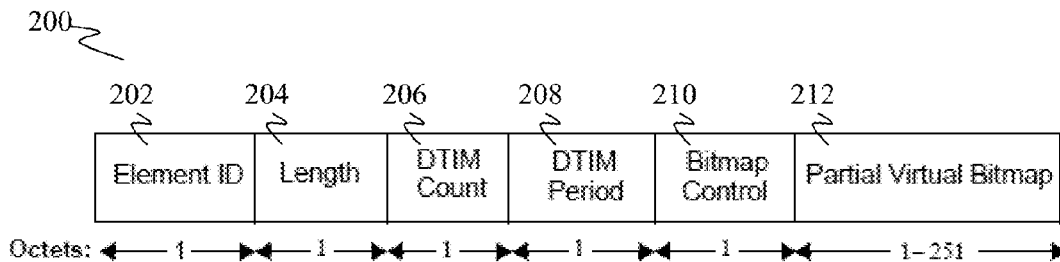 200
202 204 206 208 210 212
Element ID Length DTIM Count DTIM Period Bitmap Control Partial Virtual Bitmap
Octets: 1 1 1 1 1 1-251